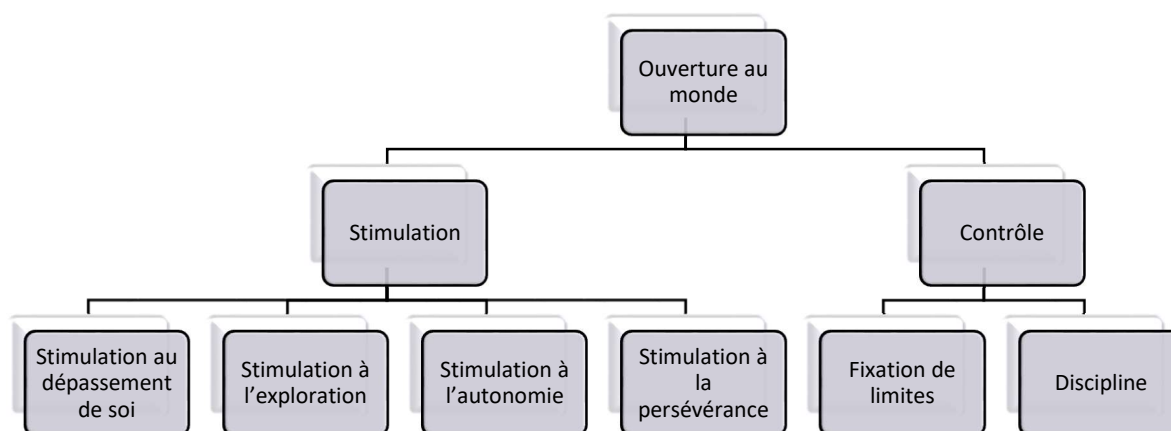 Ouverture au
monde
Stimulation
Contrôle
Stimulation au
dépassement
de soi
Stimulation à
l’exploration
Stimulation à
l’autonomie
Stimulation à
la
persévérance
Fixation de
limites
Discipline